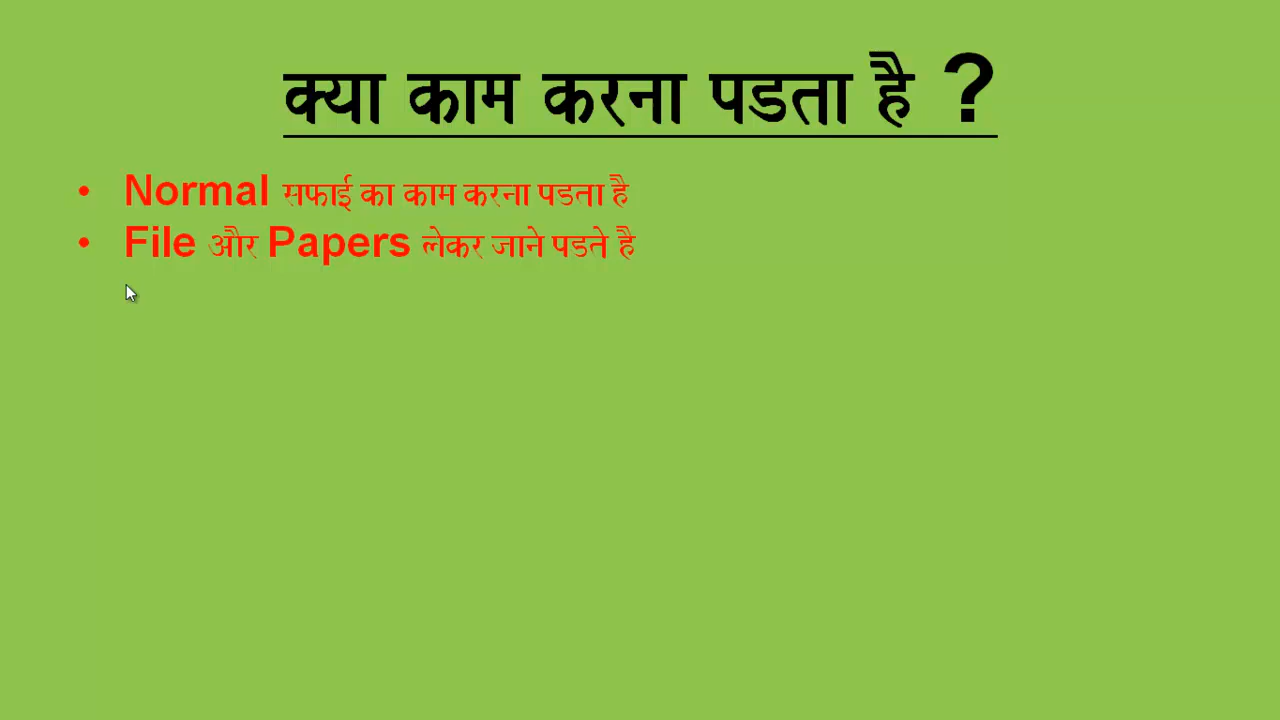 क्या काम करना पडता है ?
• Normal सफाई का काम करना पडता है
• File और Papers लेकर जाने पडते है